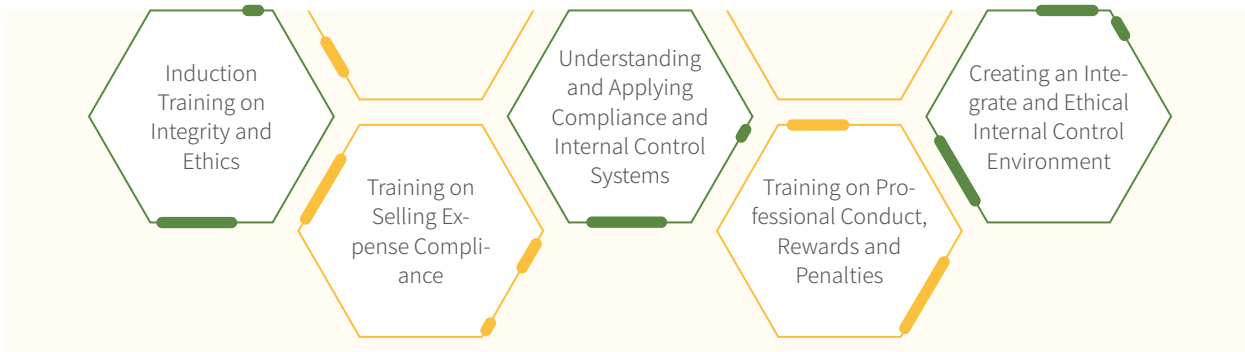 Induction
Training on
Integrity and
Ethics
Training on
Selling Ex-
pense Compli-
ance
Understanding
and Applying
Compliance and
Internal Control
Systems
Training on Pro-
fessional Conduct,
Rewards and
Penalties
Creating an Inte-
grate and Ethical
Internal Control
Environment